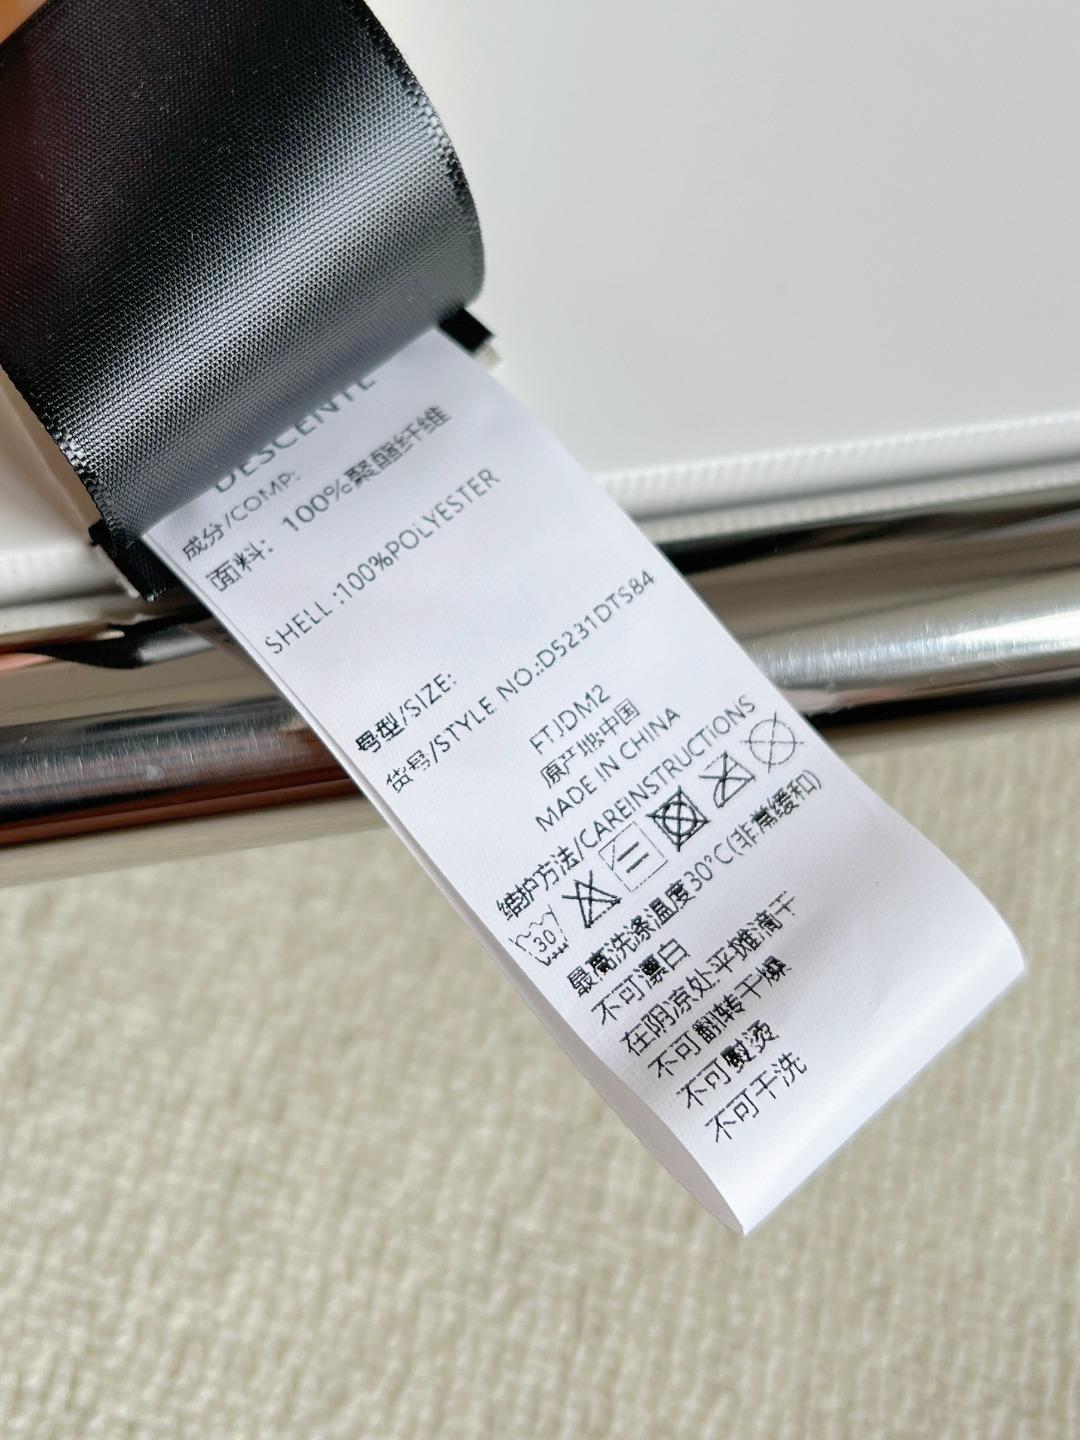 DESCENTE
成分/COMP:
面料: 100%聚酯纤维
SHELL :100%POLYESTER
号型/SIZE:
货号/STYLE NO.:D5231DTS84
FTJDM2
原产地:中国
MADE IN CHINA
维护方法/CAREINSTRUCTIONS
30
最高洗涤温度30°C(非常缓和)
不可漂白
在阴凉处平摊滴干
不可翻转干燥
不可熨烫
不可干洗